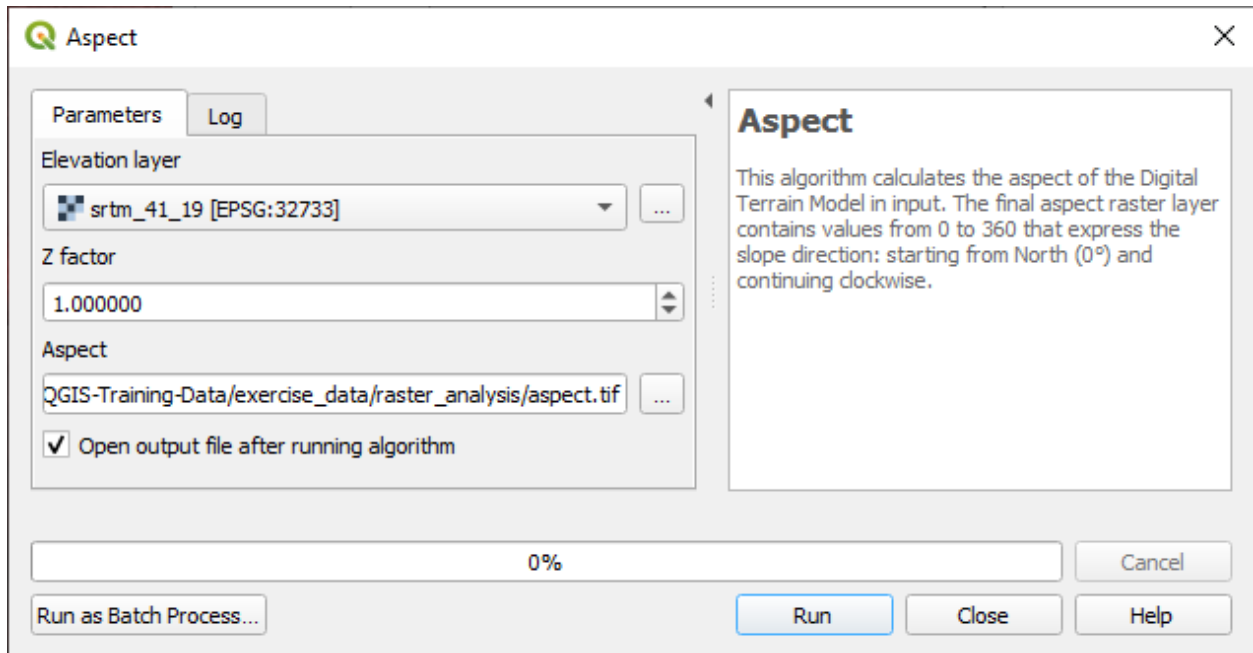 Aspect
Parameters
Log
Elevation layer
srtm_41_19 [EPSG:32733]
...
Z factor
1.000000
Aspect
QGIS-Training-Data/exercise_data/raster_analysis/aspect.tif
...
Open output file after running algorithm
Aspect
This algorithm calculates the aspect of the Digital
Terrain Model in input. The final aspect raster layer
contains values from 0 to 360 that express the
slope direction: starting from North (0°) and
continuing clockwise.
0%
Cancel
Run as Batch Process...
Run
Close
Help